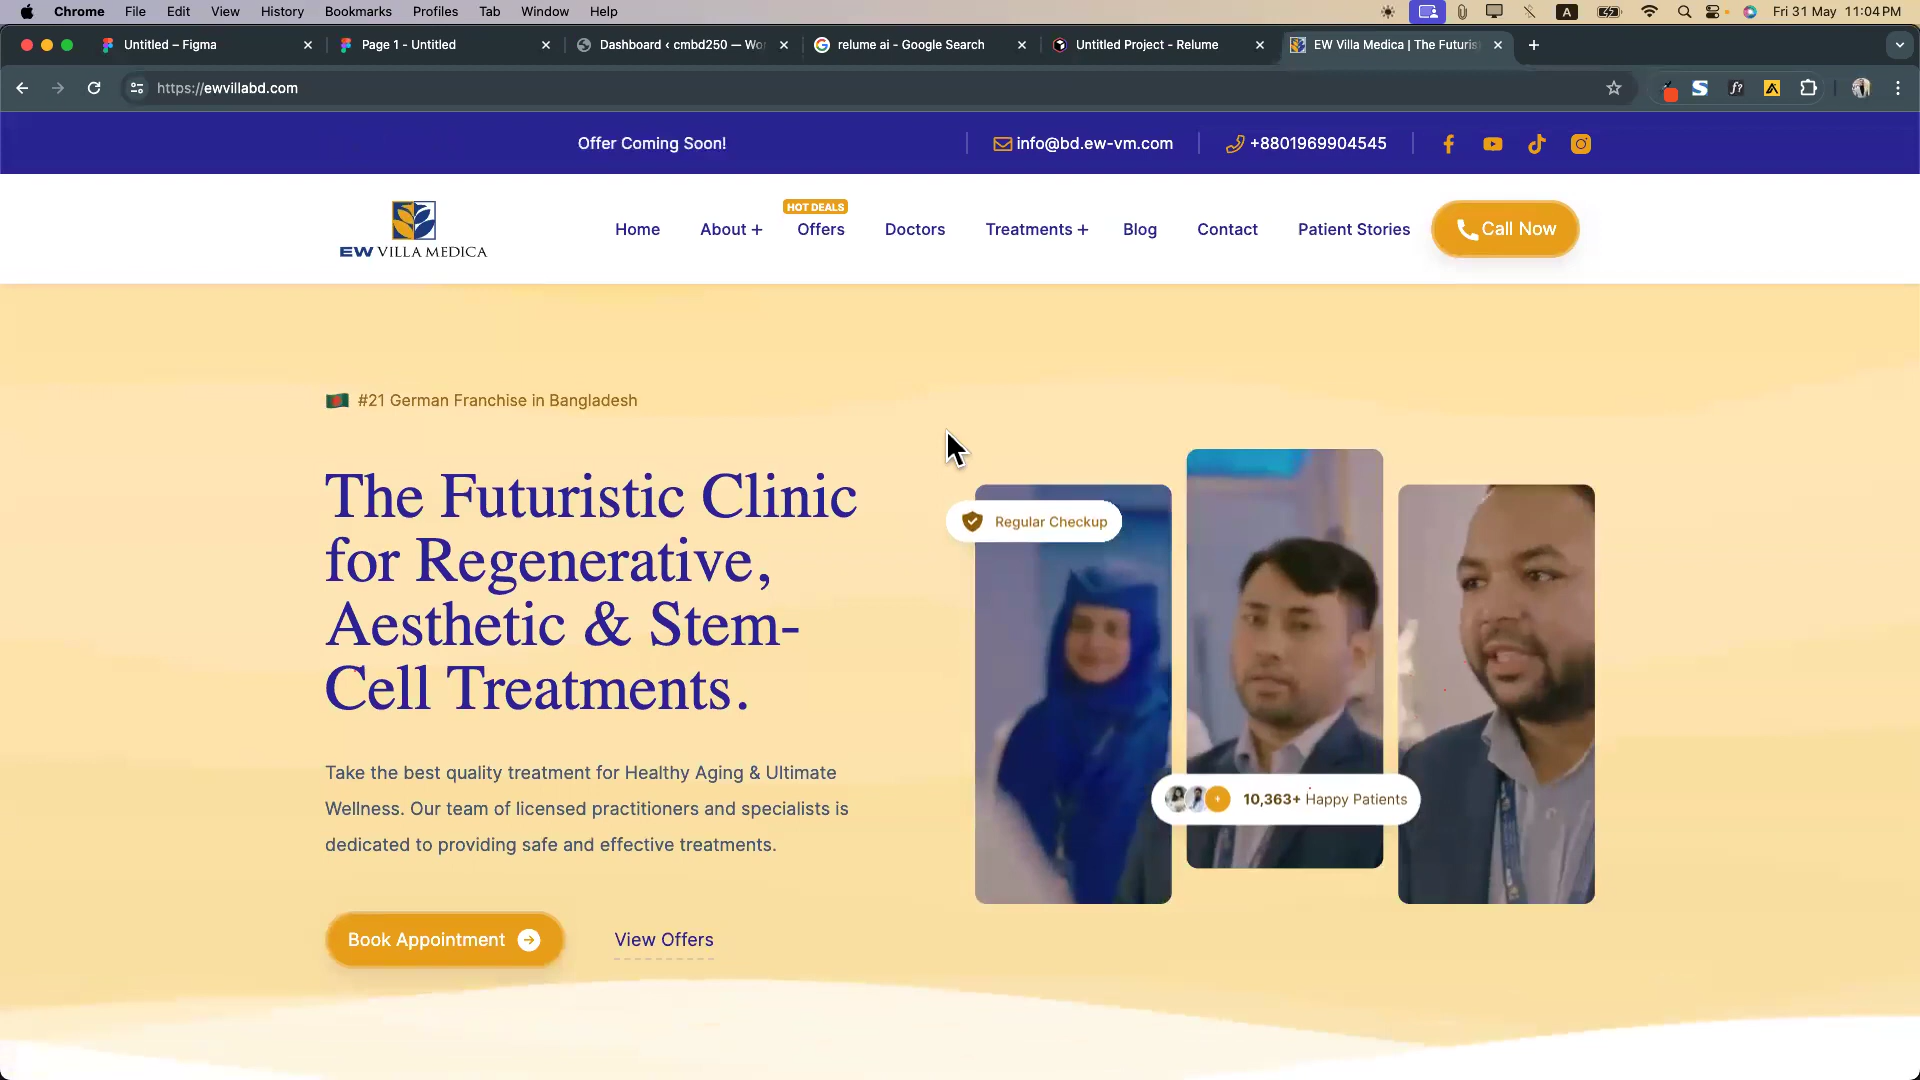 Chrome File Edit View History Bookmarks Profiles Tab Window Help
A
Fri 31 May 11:04 PM
Untitled – Figma
Page 1 - Untitled
Dashboard ‹ cmbd250 — Wo
relume ai - Google Search
Untitled Project - Relume
EW Villa Medica | The Futuris
https://ewvillabd.com
S
f?
Offer Coming Soon!
info@bd.ew-vm.com
+8801969904545
EW VILLA MEDICA
HOT DEALS
Home About + Offers Doctors Treatments + Blog Contact Patient Stories Call Now
#21 German Franchise in Bangladesh
The Futuristic Clinic
for Regenerative,
Aesthetic & Stem-
Cell Treatments.
Take the best quality treatment for Healthy Aging & Ultimate
Wellness. Our team of licensed practitioners and specialists is
dedicated to providing safe and effective treatments.
Book Appointment
View Offers
Regular Checkup
10,363+ Happy Patients